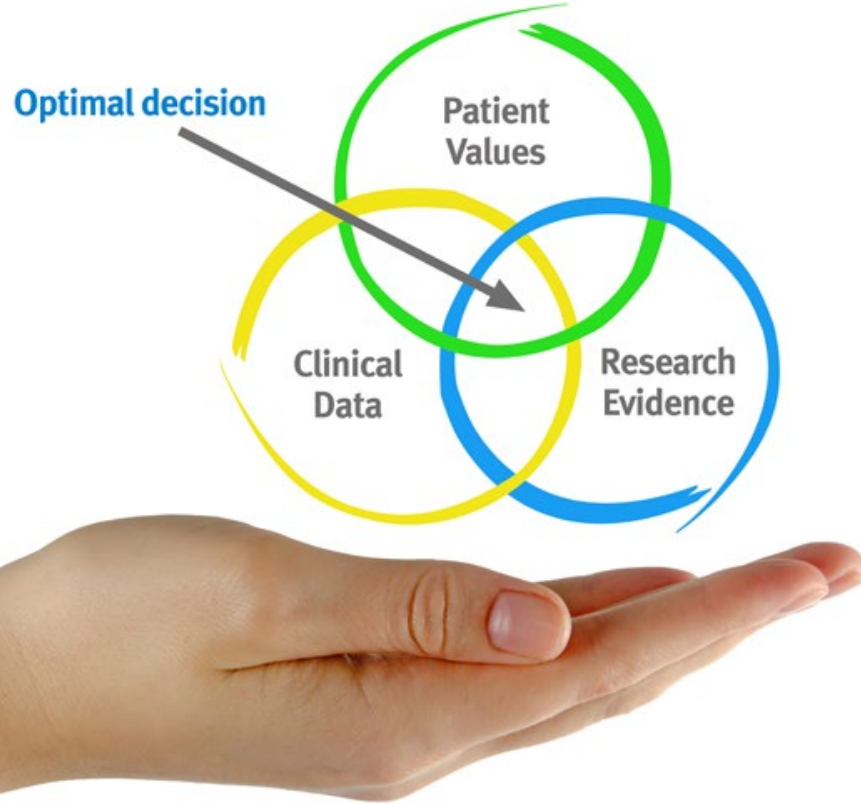 Optimal decision
Patient
Values
Clinical
Data
Research
Evidence